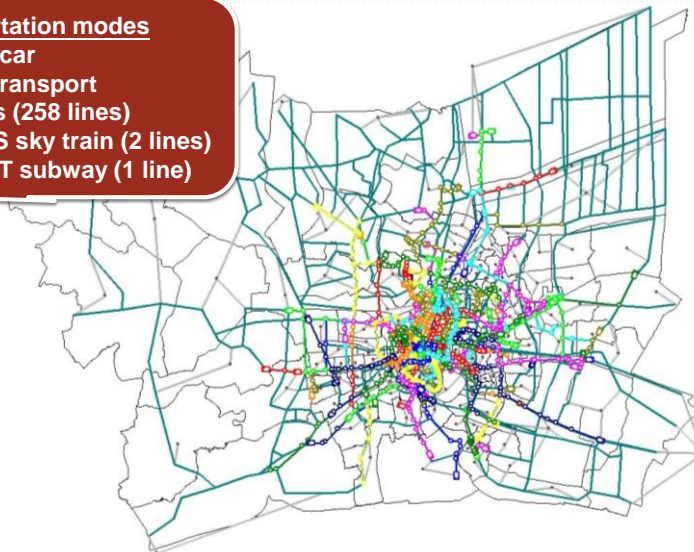 tation modes
car
ransport
s (258 lines)
S sky train (2 lines)
T subway (1 line)